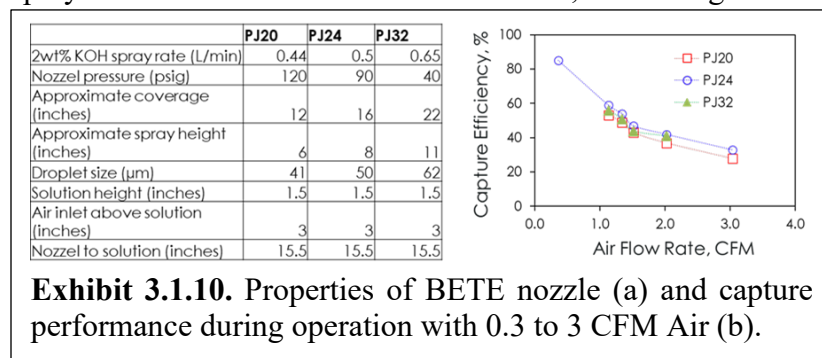 PJ20 PJ24 PJ32
2wt% KOH spray rate (L/min) 0.44 0.5 0.65
Nozzel pressure (psig) 120 90 40
Approximate coverage
(inches) 12 16 22
Approximate spray height
(inches) 6 8 11
Droplet size (µm) 41 50 62
Solution height (inches) 1.5 1.5 1.5
Air inlet above solution
(inches) 3 3 3
Nozzel to solution (inches) 15.5 15.5 15.5
Capture Efficiency, %
100
80
60
40
20
0
0.0 1.0 2.0 3.0 4.0
Air Flow Rate, CFM
PJ20
PJ24
PJ32
Exhibit 3.1.10. Properties of BETE nozzle (a) and capture
performance during operation with 0.3 to 3 CFM Air (b).